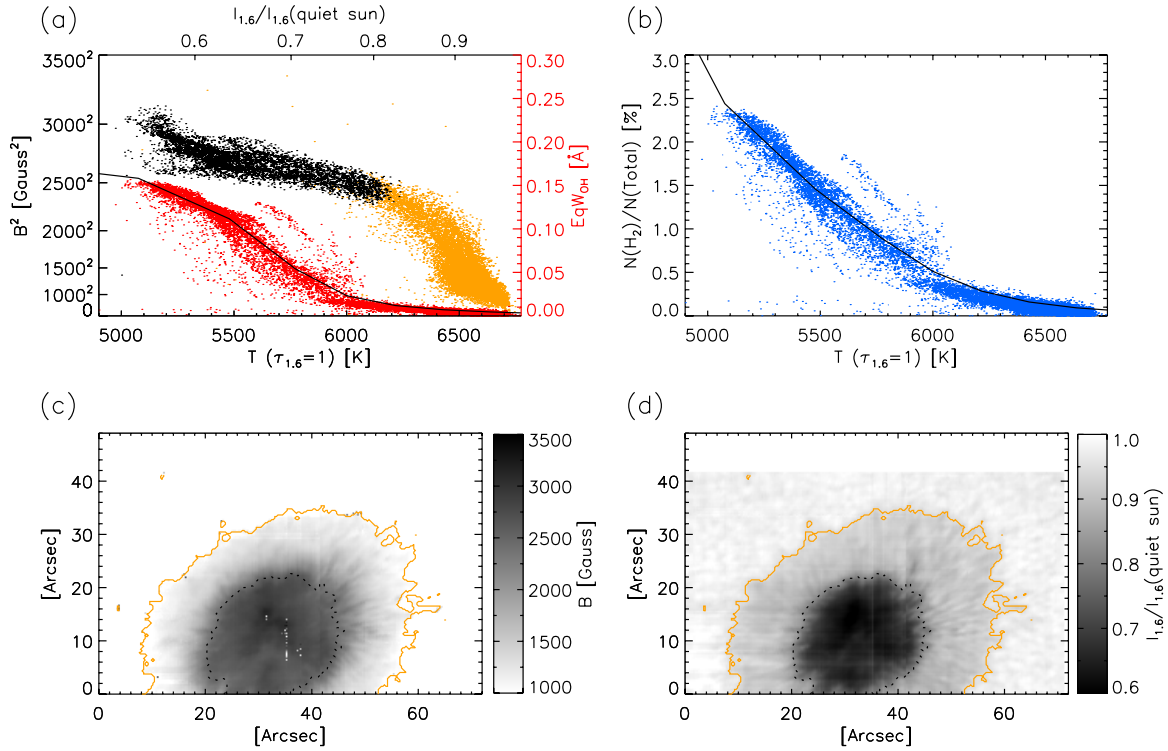 (a)
I₁.₆/I₁.₆(quiet sun)
0.6 0.7 0.8 0.9
3500²
3000²
2500²
2000²
1500²
1000²
0
B² [Gauss²]
0.30
0.25
0.20
0.15
0.10
0.05
0.00
EqW_OH [Å]
5000 5500 6000 6500
T (τ₁.₆=1) [K]
(b)
3.0
2.5
2.0
1.5
1.0
0.5
0.0
N(H₂)/N(Total) [%]
5000 5500 6000 6500
T (τ₁.₆=1) [K]
(c)
40
30
20
10
0
[Arcsec]
0 20 40 60
[Arcsec]
3500
3000
2500
2000
1500
1000
B [Gauss]
(d)
40
30
20
10
0
[Arcsec]
0 20 40 60
[Arcsec]
1.0
0.9
0.8
0.7
0.6
I₁.₆/I₁.₆(quiet sun)